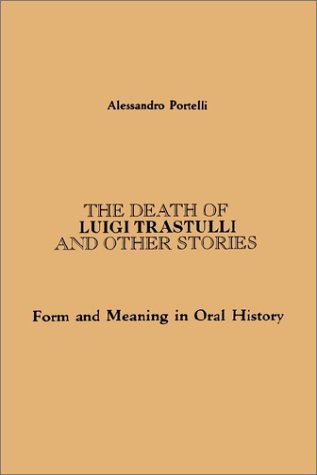 Alessandro Portelli
THE DEATH OF
LUIGI TRASTULLI
AND OTHER STORIES
Form and Meaning in Oral History